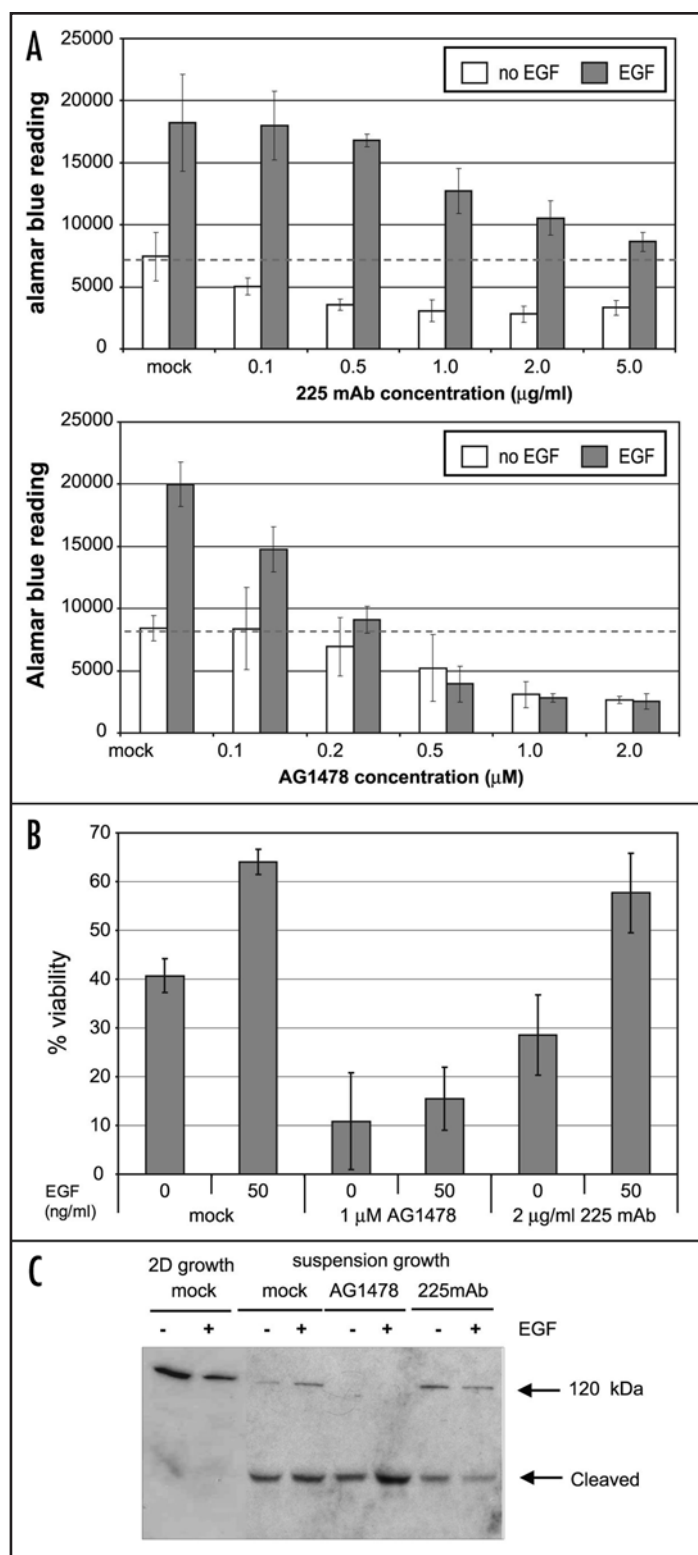 A
25000
20000
15000
10000
5000
0
alamar blue reading
no EGF EGF
mock 0.1 0.5 1.0 2.0 5.0
225 mAb concentration (µg/ml)
25000
20000
15000
10000
5000
0
Alamar blue reading
no EGF EGF
mock 0.1 0.2 0.5 1.0 2.0
AG1478 concentration (µM)
B
70
60
50
40
30
20
10
0
% viability
EGF (ng/ml) 0 50 0 50 0 50
mock 1 µM AG1478 2 µg/ml 225 mAb
C
2D growth suspension growth
mock mock AG1478 225mAb
- + - + - + - + EGF
120 kDa
Cleaved